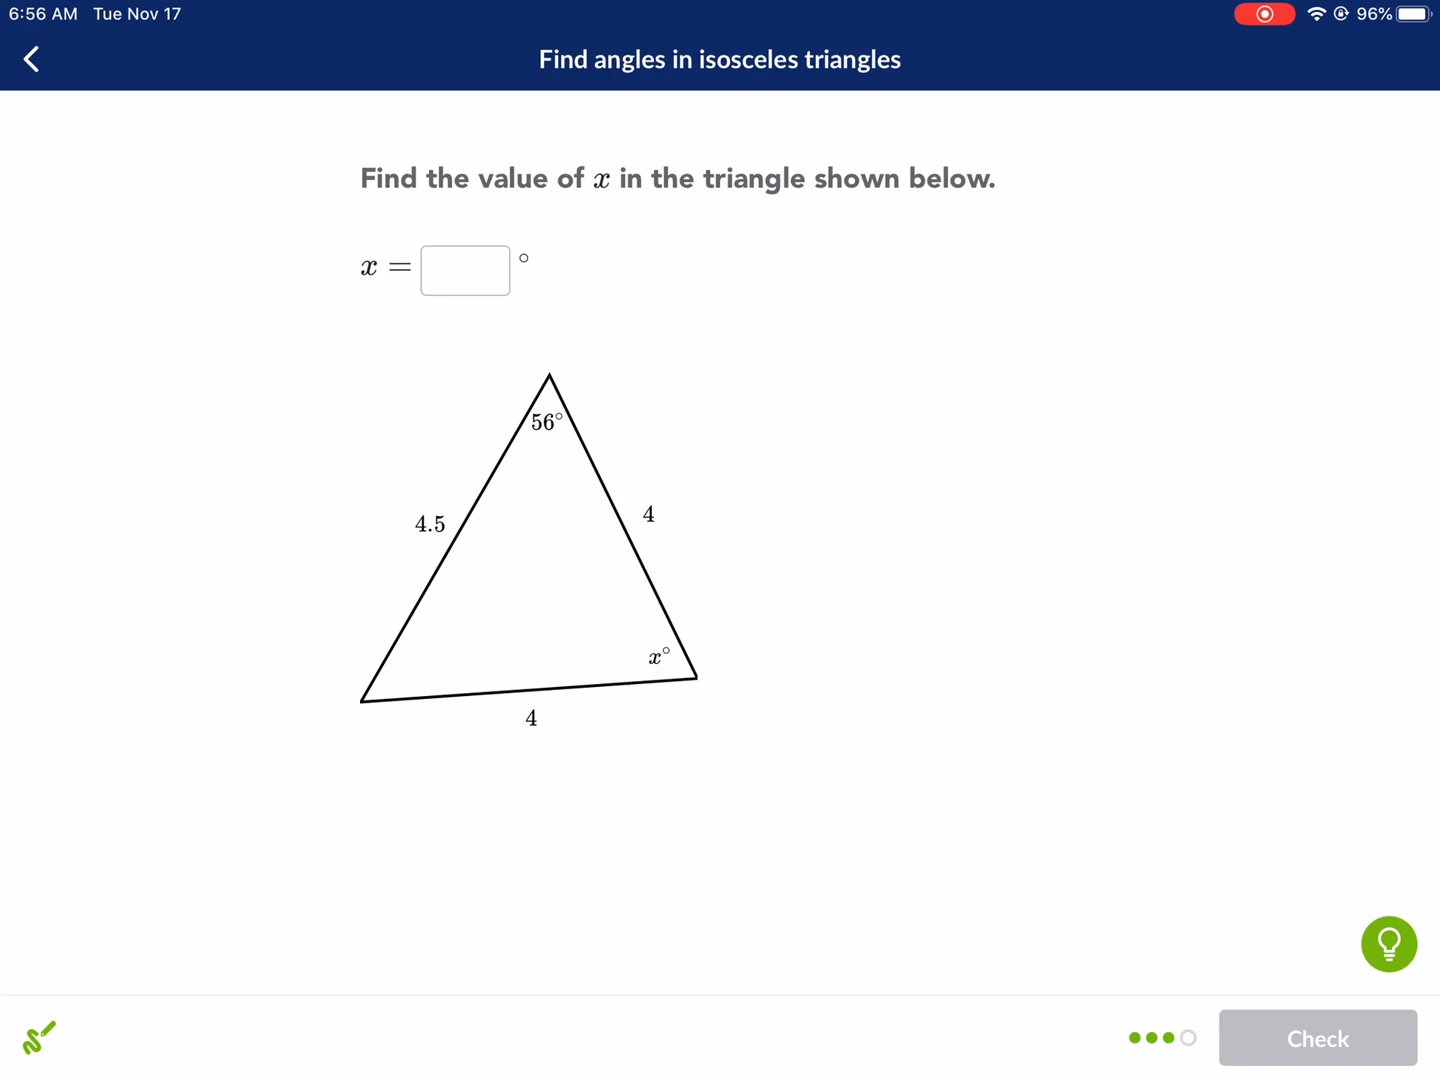 6:56 AM Tue Nov 17 96%
Find angles in isosceles triangles
Find the value of x in the triangle shown below.
x = °
56°
4.5
4
x°
4
Check